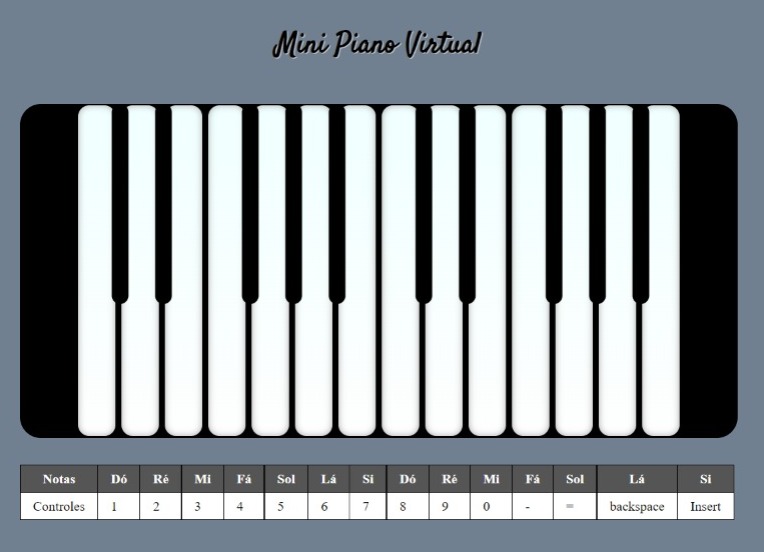 Mini Piano Virtual
Notas Dó Ré Mi Fá Sol Lá Si Dó Ré Mi Fá Sol Lá Si
Controles 1 2 3 4 5 6 7 8 9 0 - = backspace Insert